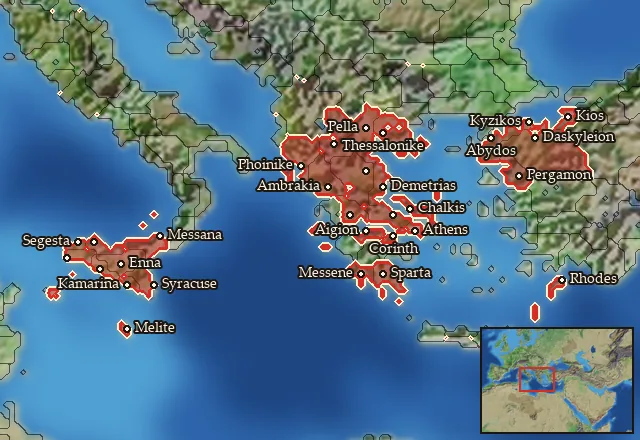 Kyzikos
Kios
Pella
Daskyleion
Thessalonike
Abydos
Phoinike
Pergamon
Ambrakia
Demetrias
Chalkis
Aigion
Athens
Messana
Segesta
Corinth
Enna
Messene
Sparta
Rhodes
Kamarina
Syracuse
Melite